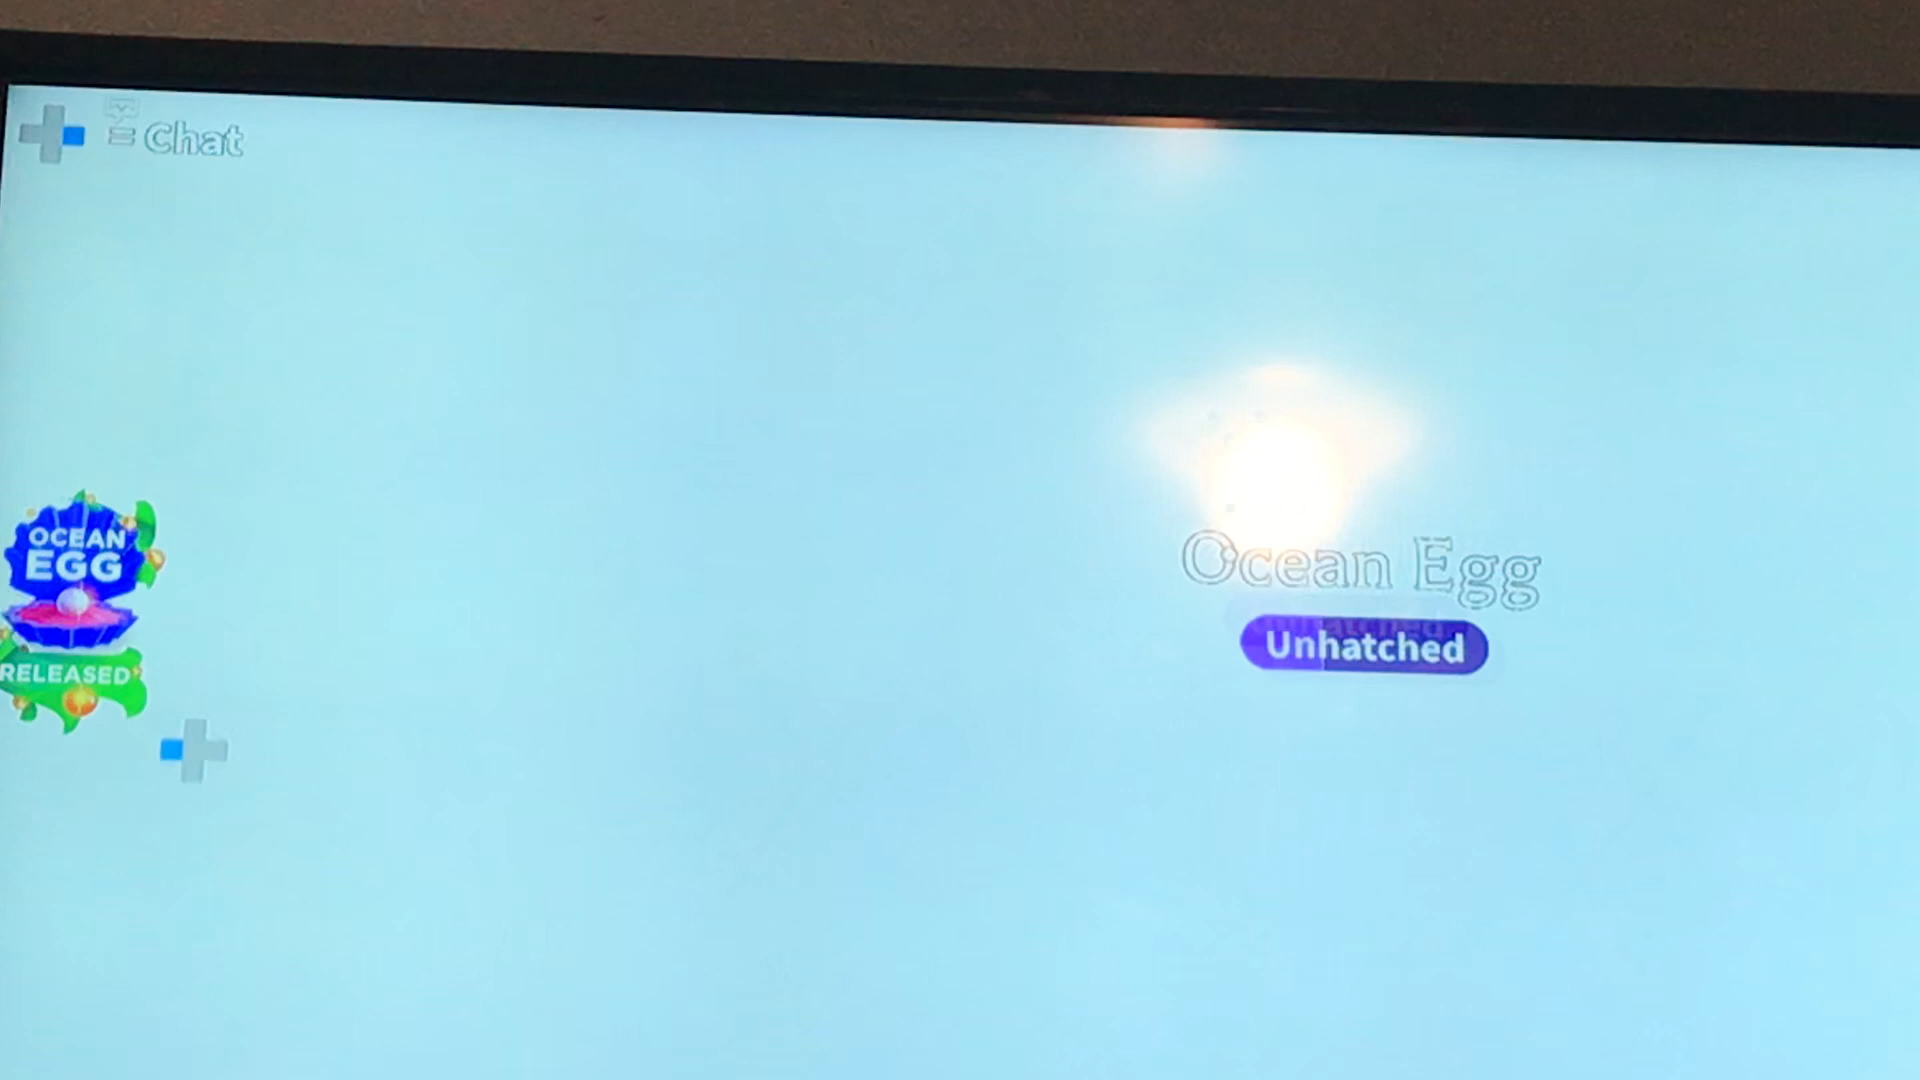 = Chat
OCEAN
EGG
RELEASED
Ocean Egg
Unhatched